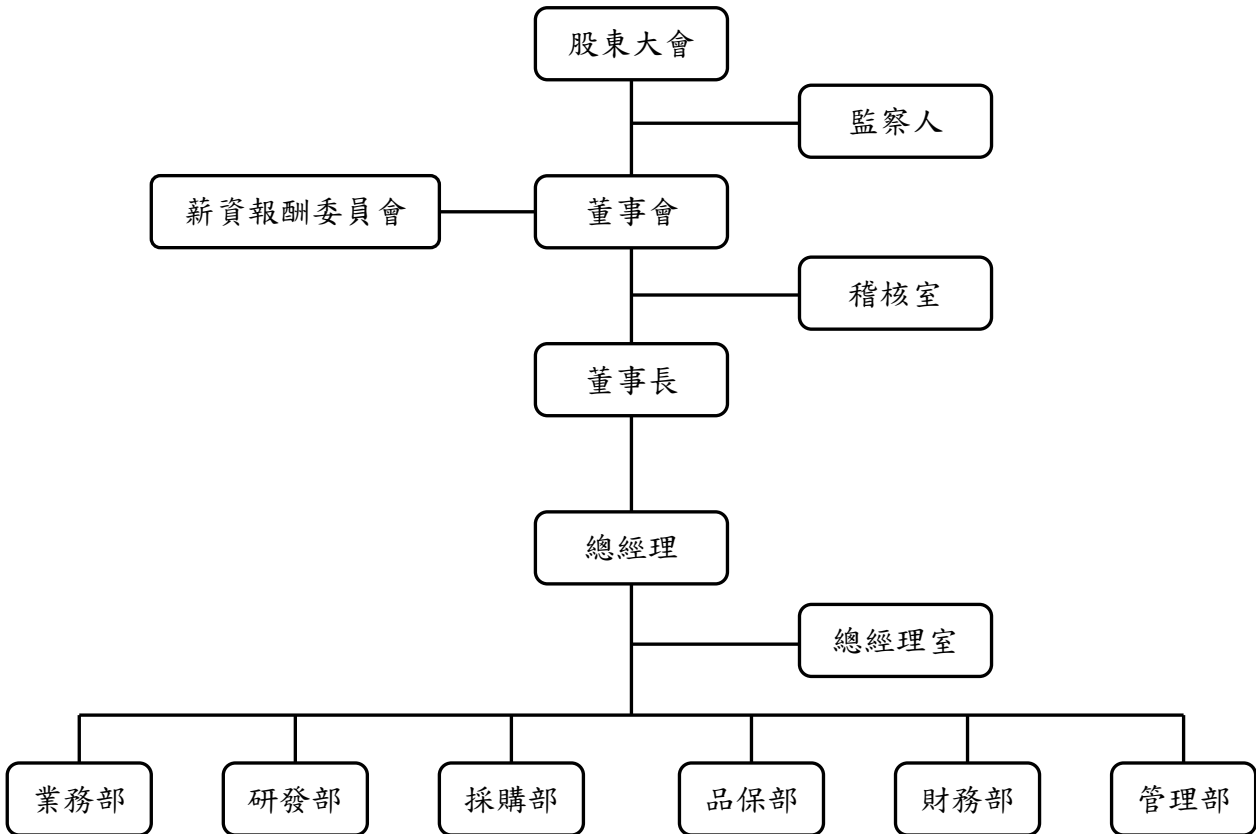 股東大會
監察人
薪資報酬委員會
董事會
稽核室
董事長
總經理
總經理室
業務部
研發部
採購部
品保部
財務部
管理部